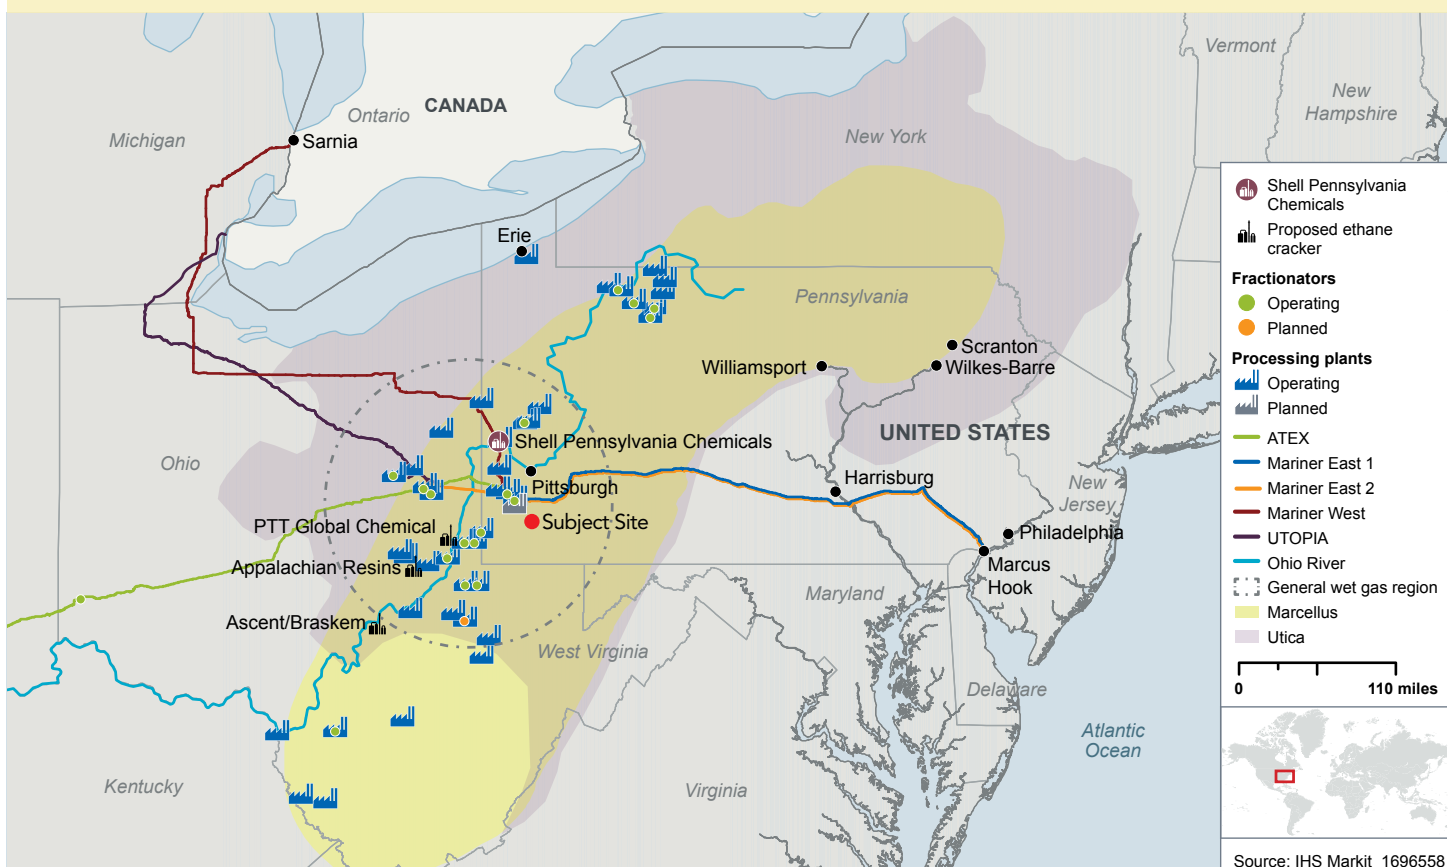 Vermont
New
Hampshire
CANADA
Ontario
Michigan
Sarnia
New York
Erie
Pennsylvania
Scranton
Williamsport
Wilkes-Barre
UNITED STATES
Shell Pennsylvania Chemicals
Ohio
Pittsburgh
Harrisburg
New
Jersey
Subject Site
PTT Global Chemical
Philadelphia
Appalachian Resins
Marcus
Hook
Maryland
Ascent/Braskem
West Virginia
Delaware
Atlantic
Ocean
Kentucky
Virginia
Shell Pennsylvania
Chemicals
Proposed ethane
cracker
Fractionators
Operating
Planned
Processing plants
Operating
Planned
ATEX
Mariner East 1
Mariner East 2
Mariner West
UTOPIA
Ohio River
General wet gas region
Marcellus
Utica
0 110 miles
Source: IHS Markit 1696558